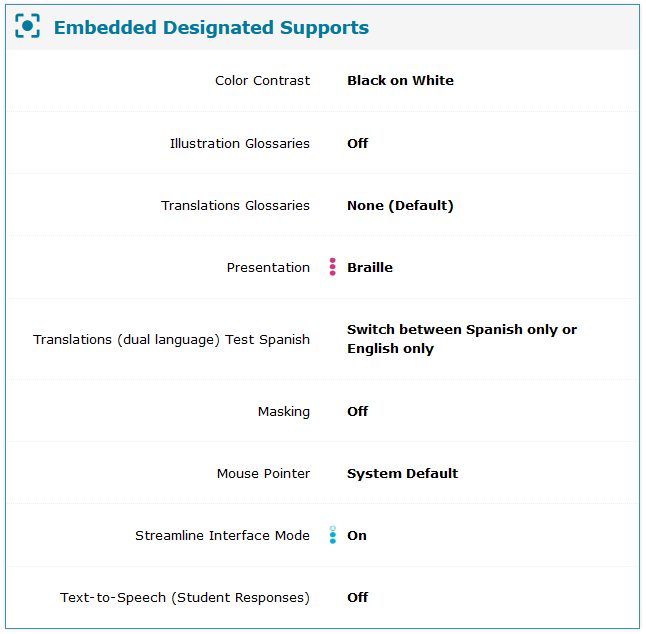 Embedded Designated Supports
Color Contrast Black on White
Illustration Glossaries Off
Translations Glossaries None (Default)
Presentation Braille
Translations (dual language) Test Spanish Switch between Spanish only or
English only
Masking Off
Mouse Pointer System Default
Streamline Interface Mode On
Text-to-Speech (Student Responses) Off